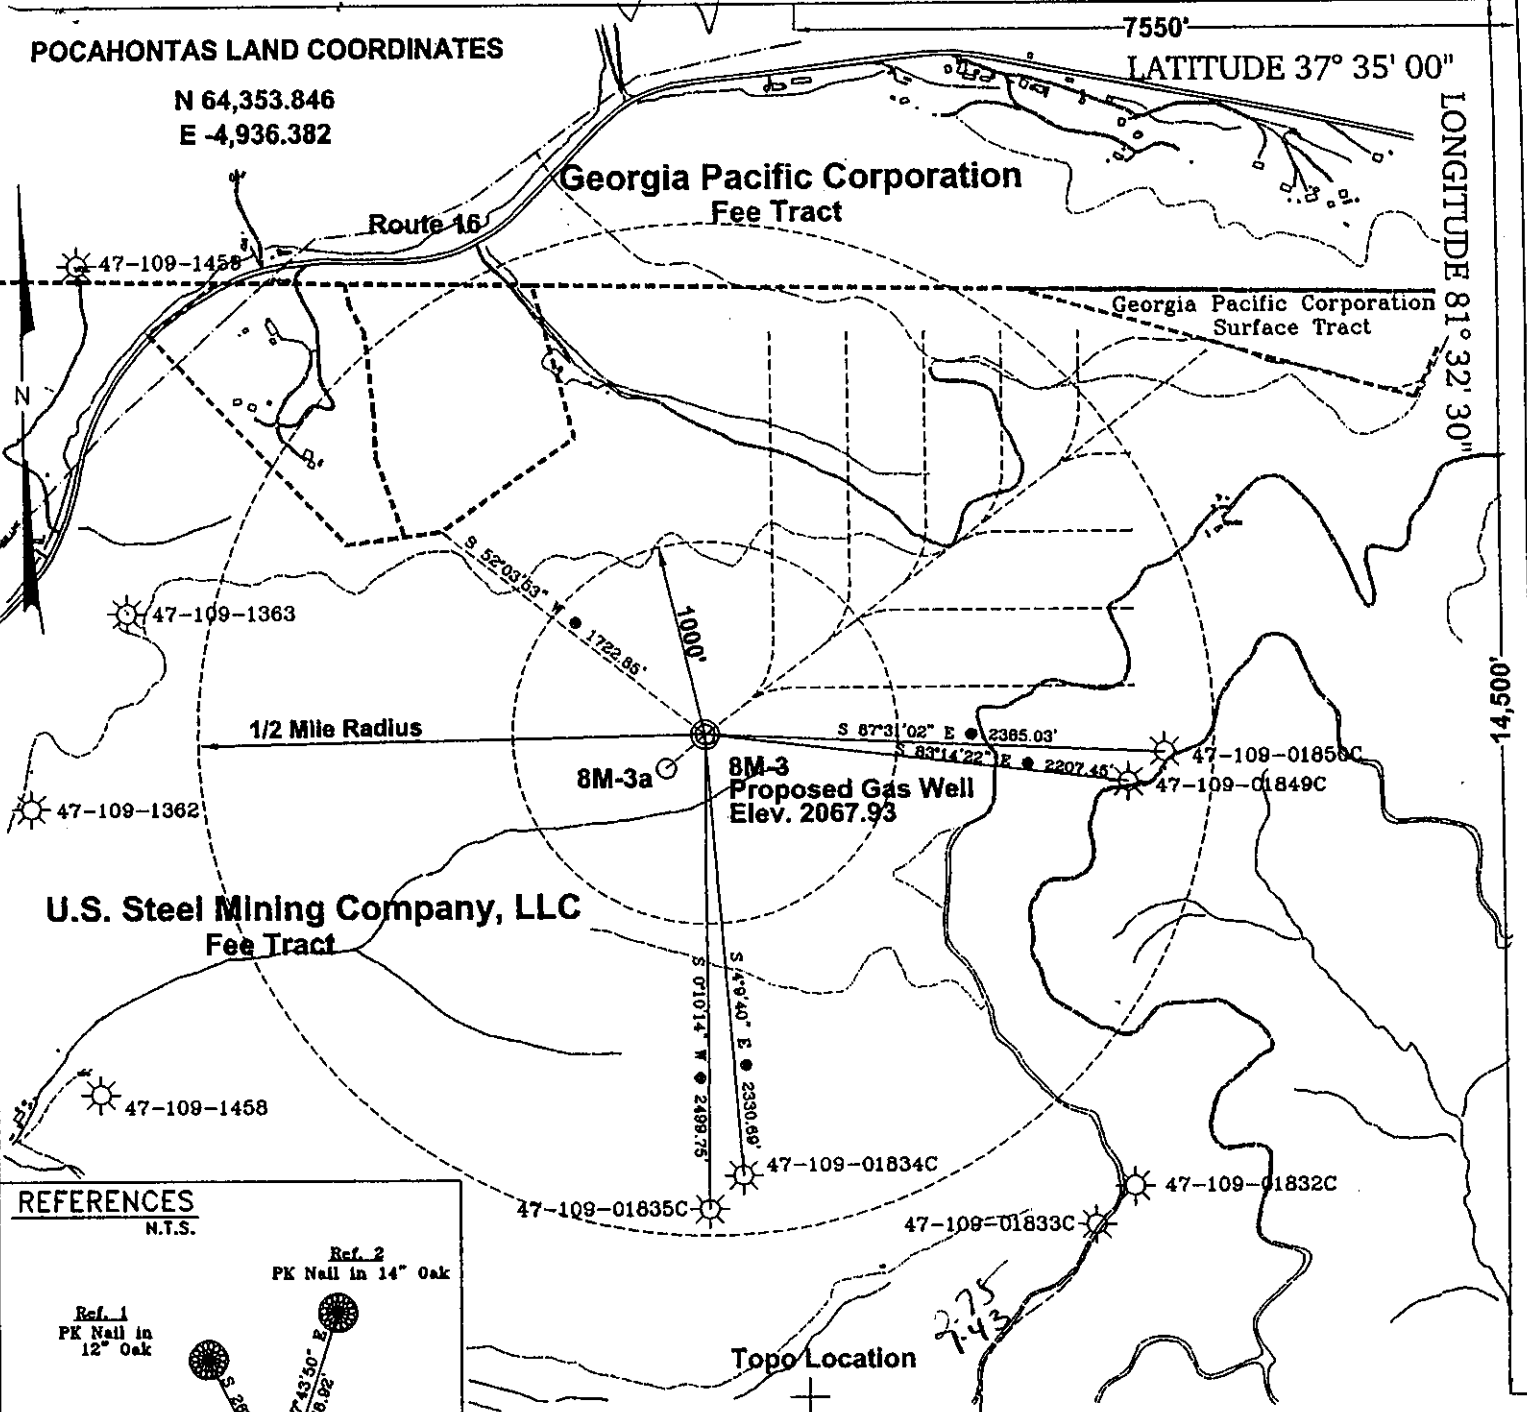 7550'
POCAHONTAS LAND COORDINATES
LATITUDE 37° 35' 00"
N 64,353.846
E -4,936.382
LONGITUDE 81° 32' 30"
Georgia Pacific Corporation
Fee Tract
Route 16
47-109-1458
Georgia Pacific Corporation
Surface Tract
N
S 52°03'53" W ● 1722.85'
47-109-1363
1000'
14,500'
1/2 Mile Radius
S 87°31'02" E ● 2385.03'
S 83°14'22" E ● 2207.45'
47-109-01850C
47-109-01849C
8M-3a
8M-3
Proposed Gas Well
Elev. 2067.93
47-109-1362
U.S. Steel Mining Company, LLC
Fee Tract
S 0°10'14" W ● 2499.75'
S 4°9'40" E ● 2330.69'
47-109-1458
47-109-01834C
47-109-01835C
47-109-01832C
47-109-01833C
REFERENCES
N.T.S.
Ref. 2
PK Nail in 14" Oak
Ref. 1
PK Nail in
12" Oak
Topo Location